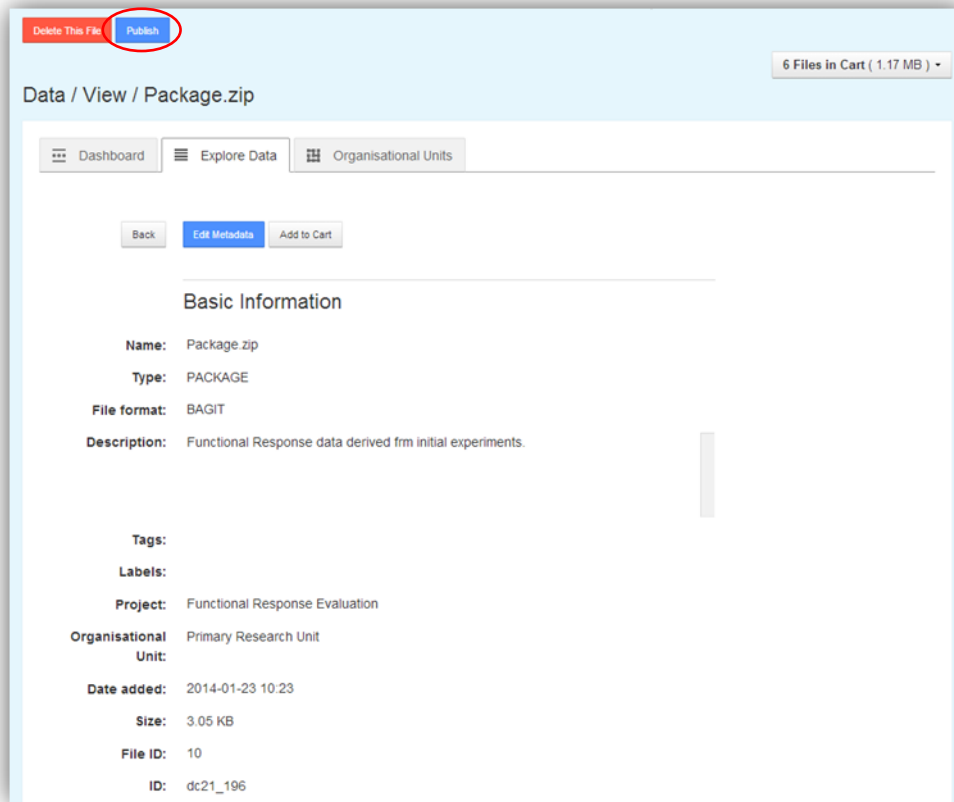 Delete This File Publish
6 Files in Cart ( 1.17 MB )
Data / View / Package.zip
Dashboard Explore Data Organisational Units
Back Edit Metadata Add to Cart
Basic Information
Name: Package.zip
Type: PACKAGE
File format: BAGIT
Description: Functional Response data derived frm initial experiments.
Tags:
Labels:
Project: Functional Response Evaluation
Organisational Primary Research Unit
Unit:
Date added: 2014-01-23 10:23
Size: 3.05 KB
File ID: 10
ID: dc21_196